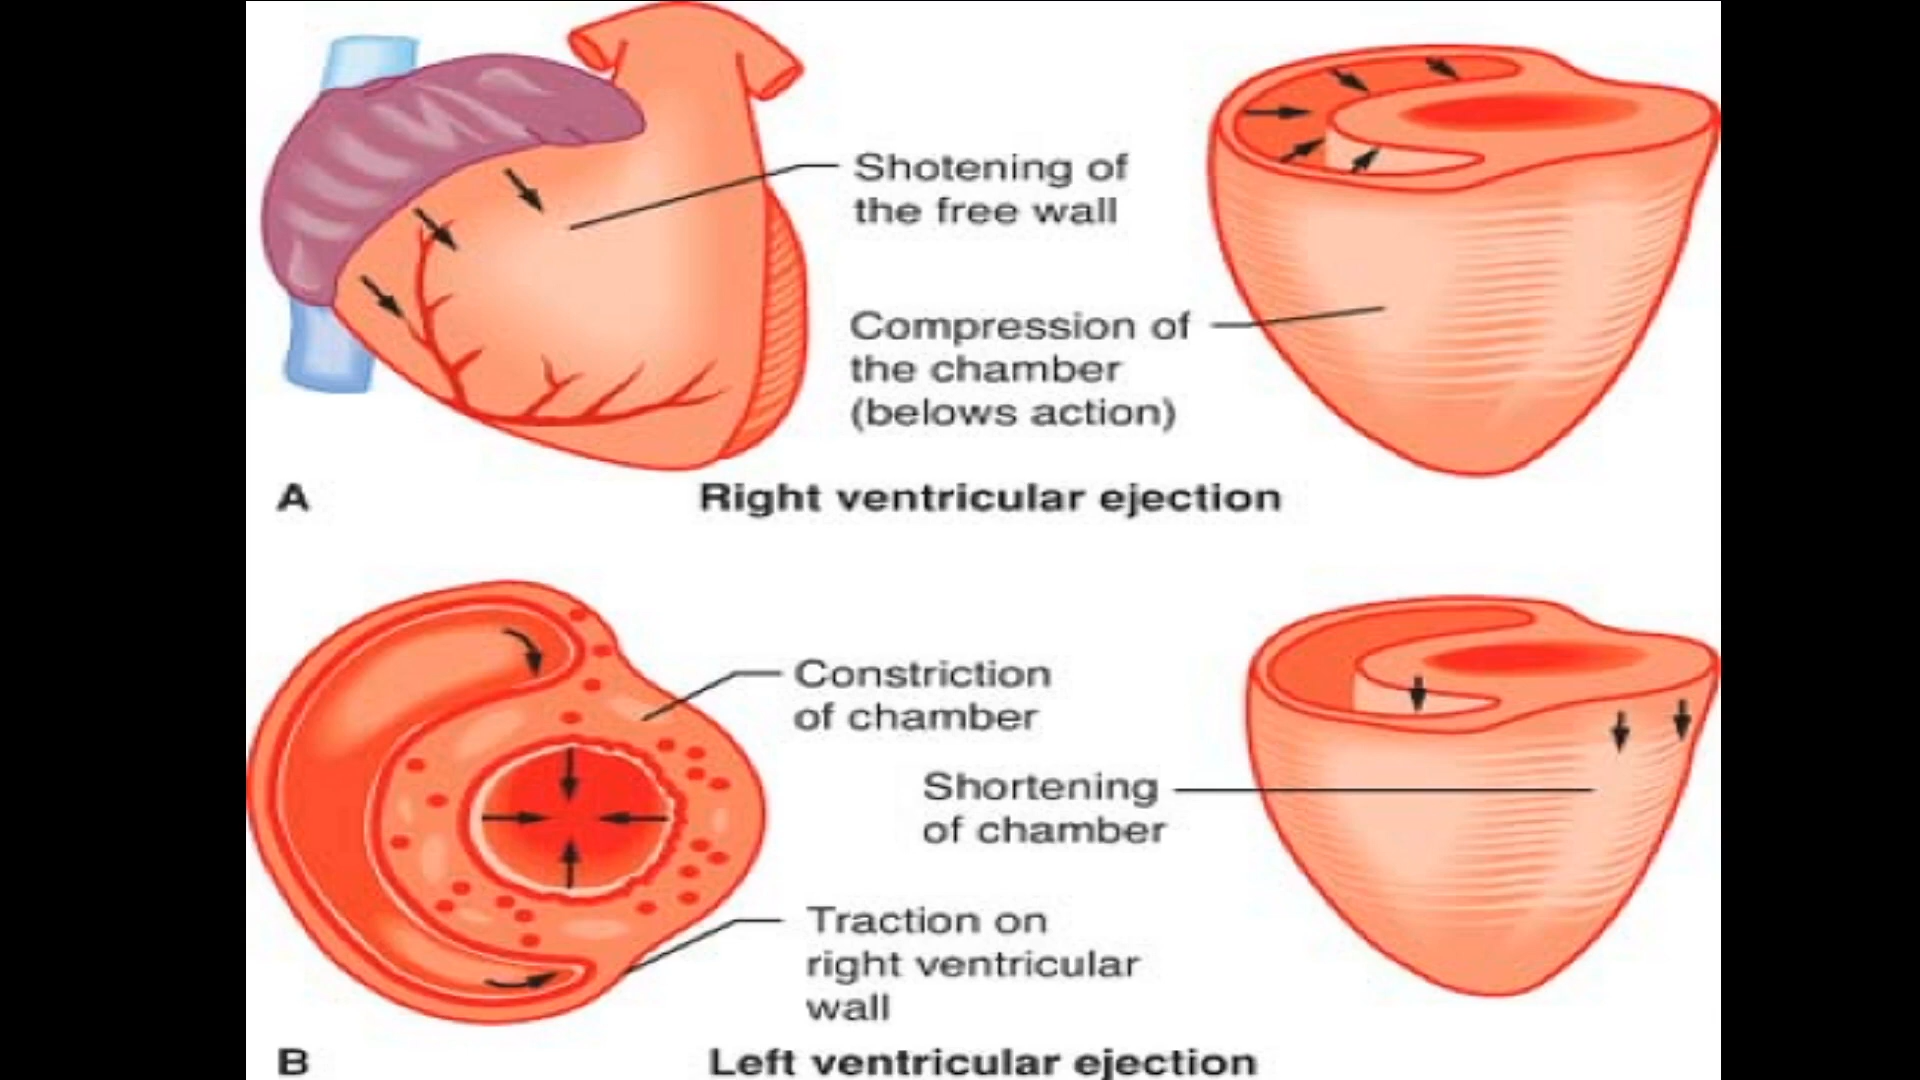 Shotening of
the free wall
Compression of
the chamber
(belows action)
A
Right ventricular ejection
Constriction
of chamber
Shortening
of chamber
Traction on
right ventricular
wall
B
Left ventricular ejection